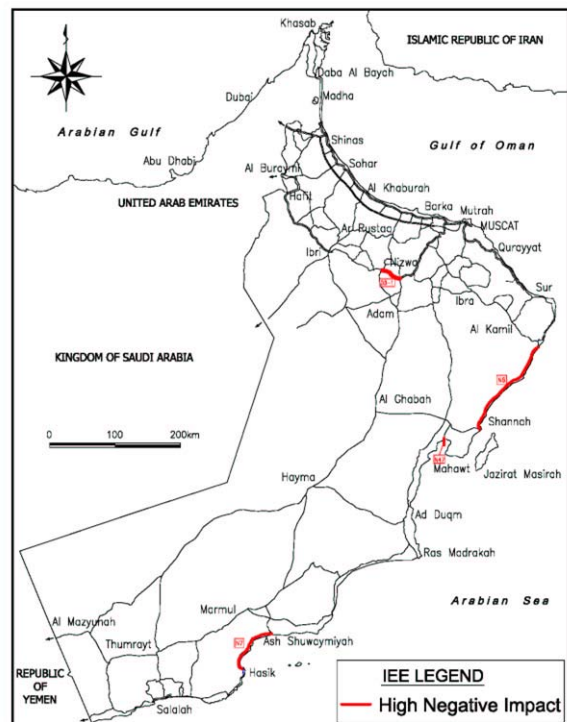 Khasab
ISLAMIC REPUBLIC OF IRAN
Daba Al Bayah
Dubai
Madha
Arabian Gulf
Shinas
Gulf of Oman
Abu Dhabi
Sohar
Al Buraymi
Al Khaburah
UNITED ARAB EMIRATES
Hafit
Barka
Mutrah
MUSCAT
Ar Rustaq
Qurayyat
Ibri
Nizwa
Sur
Ibra
Adam
Al Kamil
KINGDOM OF SAUDI ARABIA
Al Ghabah
0 100 200km
Shannah
Mahawt
Jazirat Masirah
Hayma
Ad Duqm
Ras Madrakah
Marmul
Arabian Sea
Al Mazyunah
Thumrayt
Ash Shuwaymiyah
REPUBLIC
OF
YEMEN
Hasik
Salalah
IEE LEGEND
High Negative Impact